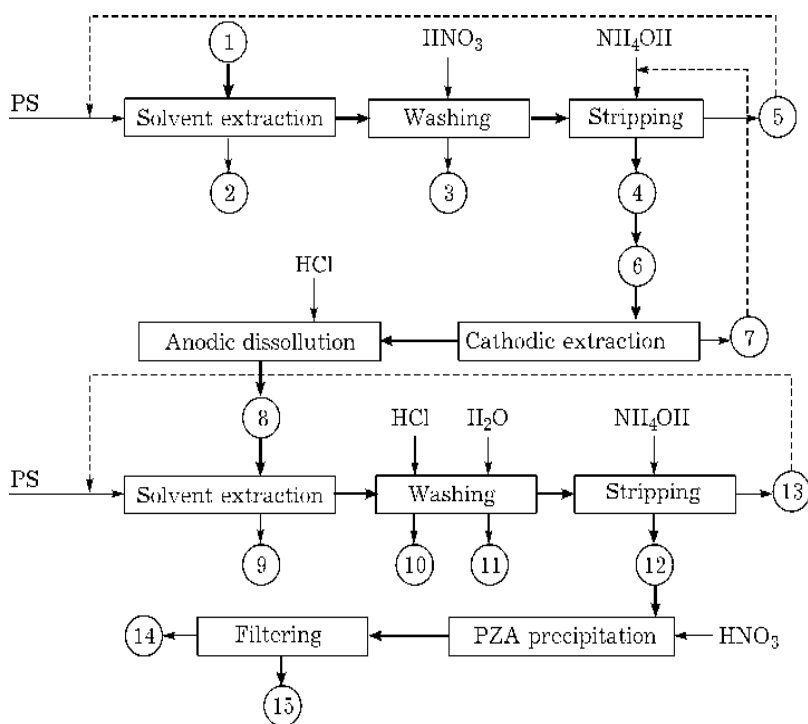 1 HNO₃ NH₄OH
PS Solvent extraction Washing Stripping 5
2 3 4
6
HCl
Anodic dissollution Cathodic extraction 7
8 HCl H₂O NH₄OH
PS Solvent extraction Washing Stripping 13
9 10 11 12
14 Filtering PZA precipitation HNO₃
15